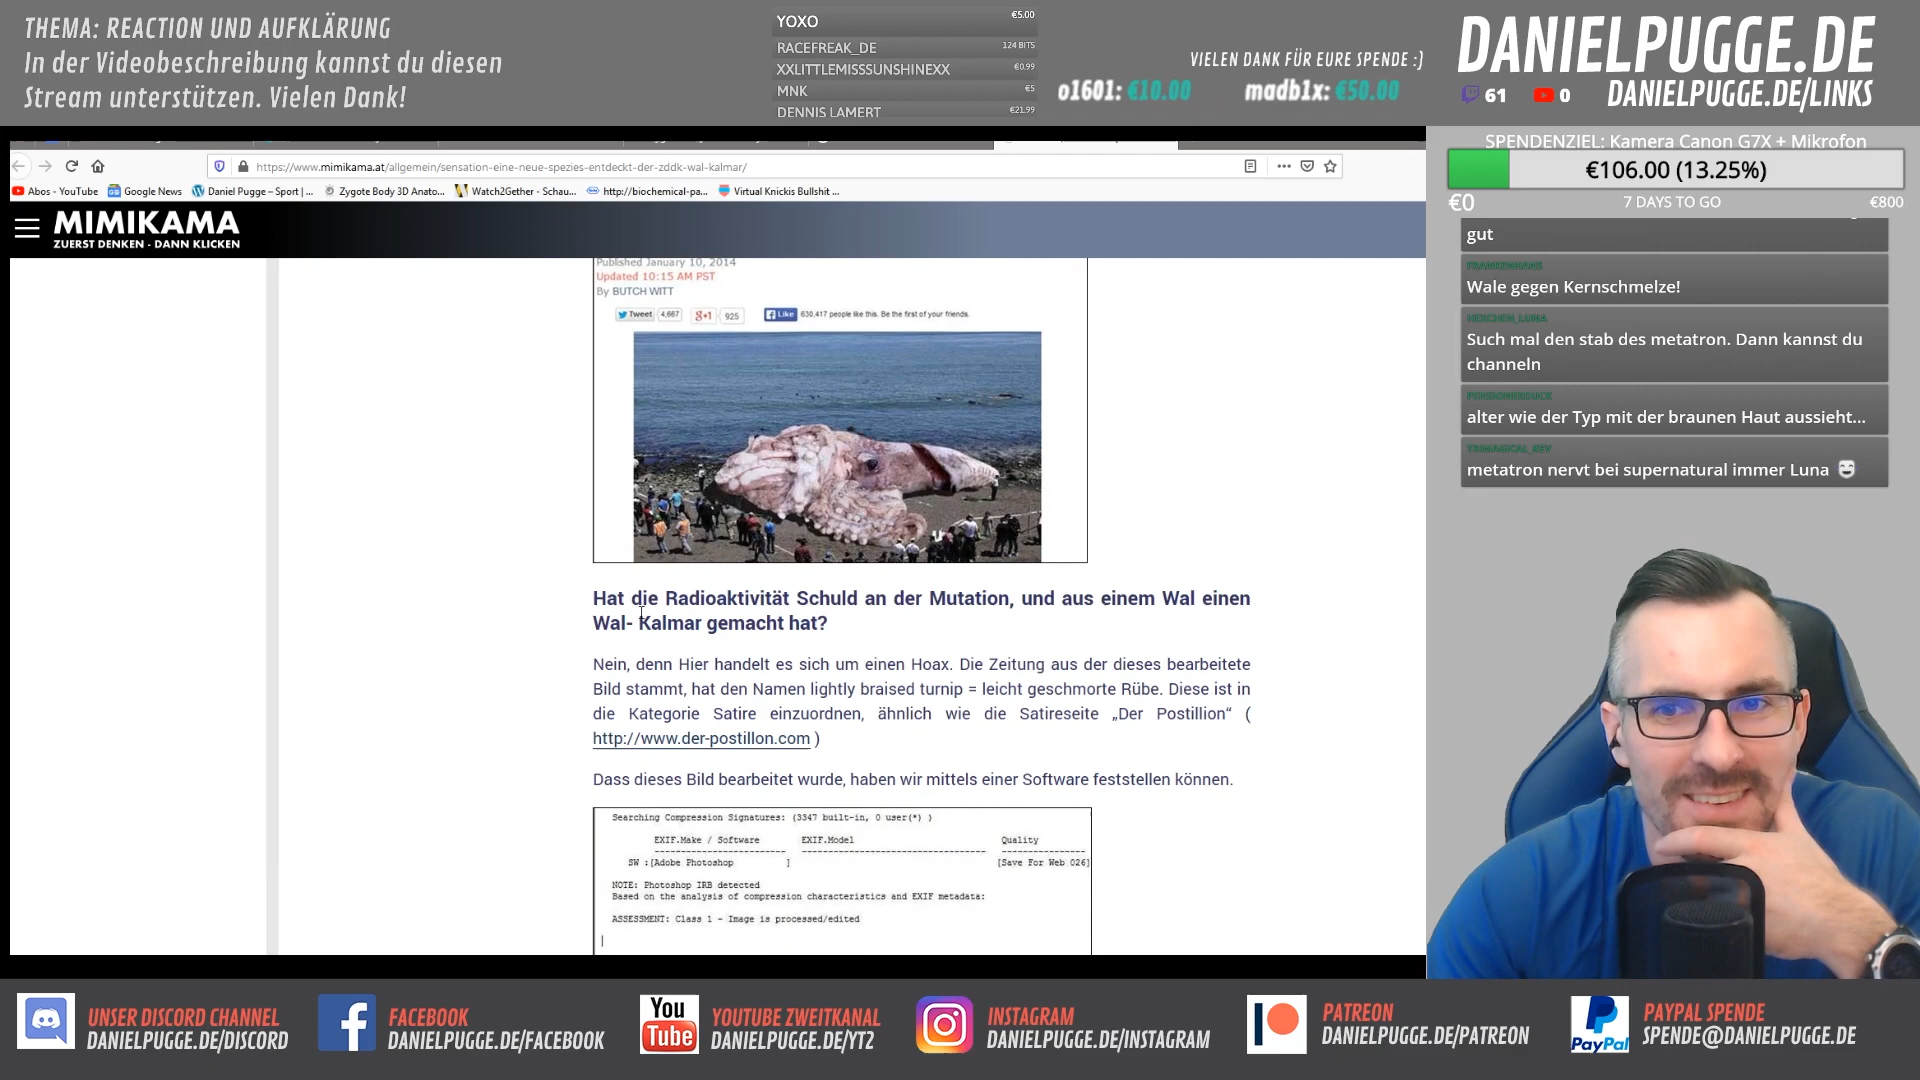 THEMA: REACTION UND AUFKLÄRUNG
In der Videobeschreibung kannst du diesen
Stream unterstützen. Vielen Dank!
YOXO €5.00
RACEFREAK_DE 124 BITS
XXLITTLEMISSSUNSHINEXX €0.99
MNK €5
DENNIS LAMERT €21.99
VIELEN DANK FÜR EURE SPENDE :)
o1601: €10.00 madb1x: €50.00
DANIELPUGGE.DE
61 0 DANIELPUGGE.DE/LINKS
https://www.mimikama.at/allgemein/sensation-eine-neue-spezies-entdeckt-der-zddk-wal-kalmar/
Abos - YouTube Google News Daniel Pugge – Sport | ... Zygote Body 3D Anato... Watch2Gether - Schau... http://biochemical-pa... Virtual Knickis Bullshit ...
MIMIKAMA
ZUERST DENKEN - DANN KLICKEN
Published January 10, 2014
Updated 10:15 AM PST
By BUTCH WITT
Tweet 4,667 g+1 925 Like 630,417 people like this. Be the first of your friends.
Hat die Radioaktivität Schuld an der Mutation, und aus einem Wal einen
Wal- Kalmar gemacht hat?
Nein, denn Hier handelt es sich um einen Hoax. Die Zeitung aus der dieses bearbeitete
Bild stammt, hat den Namen lightly braised turnip = leicht geschmorte Rübe. Diese ist in
die Kategorie Satire einzuordnen, ähnlich wie die Satireseite „Der Postillion“ (
http://www.der-postillon.com )
Dass dieses Bild bearbeitet wurde, haben wir mittels einer Software feststellen können.
Searching Compression Signatures: (3347 built-in, 0 user(*) )
EXIF.Make / Software EXIF.Model Quality
SW :[Adobe Photoshop ] [Save For Web 026]
NOTE: Photoshop IRB detected
Based on the analysis of compression characteristics and EXIF metadata:
ASSESSMENT: Class 1 - Image is processed/edited
SPENDENZIEL: Kamera Canon G7X + Mikrofon
€106.00 (13.25%)
€0 7 DAYS TO GO €800
gut
FRANKENHANS
Wale gegen Kernschmelze!
HEXCHEN_LUNA
Such mal den stab des metatron. Dann kannst du
channeln
alter wie der Typ mit der braunen Haut aussieht...
metatron nervt bei supernatural immer Luna
UNSER DISCORD CHANNEL
DANIELPUGGE.DE/DISCORD
FACEBOOK
DANIELPUGGE.DE/FACEBOOK
You
Tube
YOUTUBE ZWEITKANAL
DANIELPUGGE.DE/YT2
INSTAGRAM
DANIELPUGGE.DE/INSTAGRAM
PATREON
DANIELPUGGE.DE/PATREON
PayPal
PAYPAL SPENDE
SPENDE@DANIELPUGGE.DE